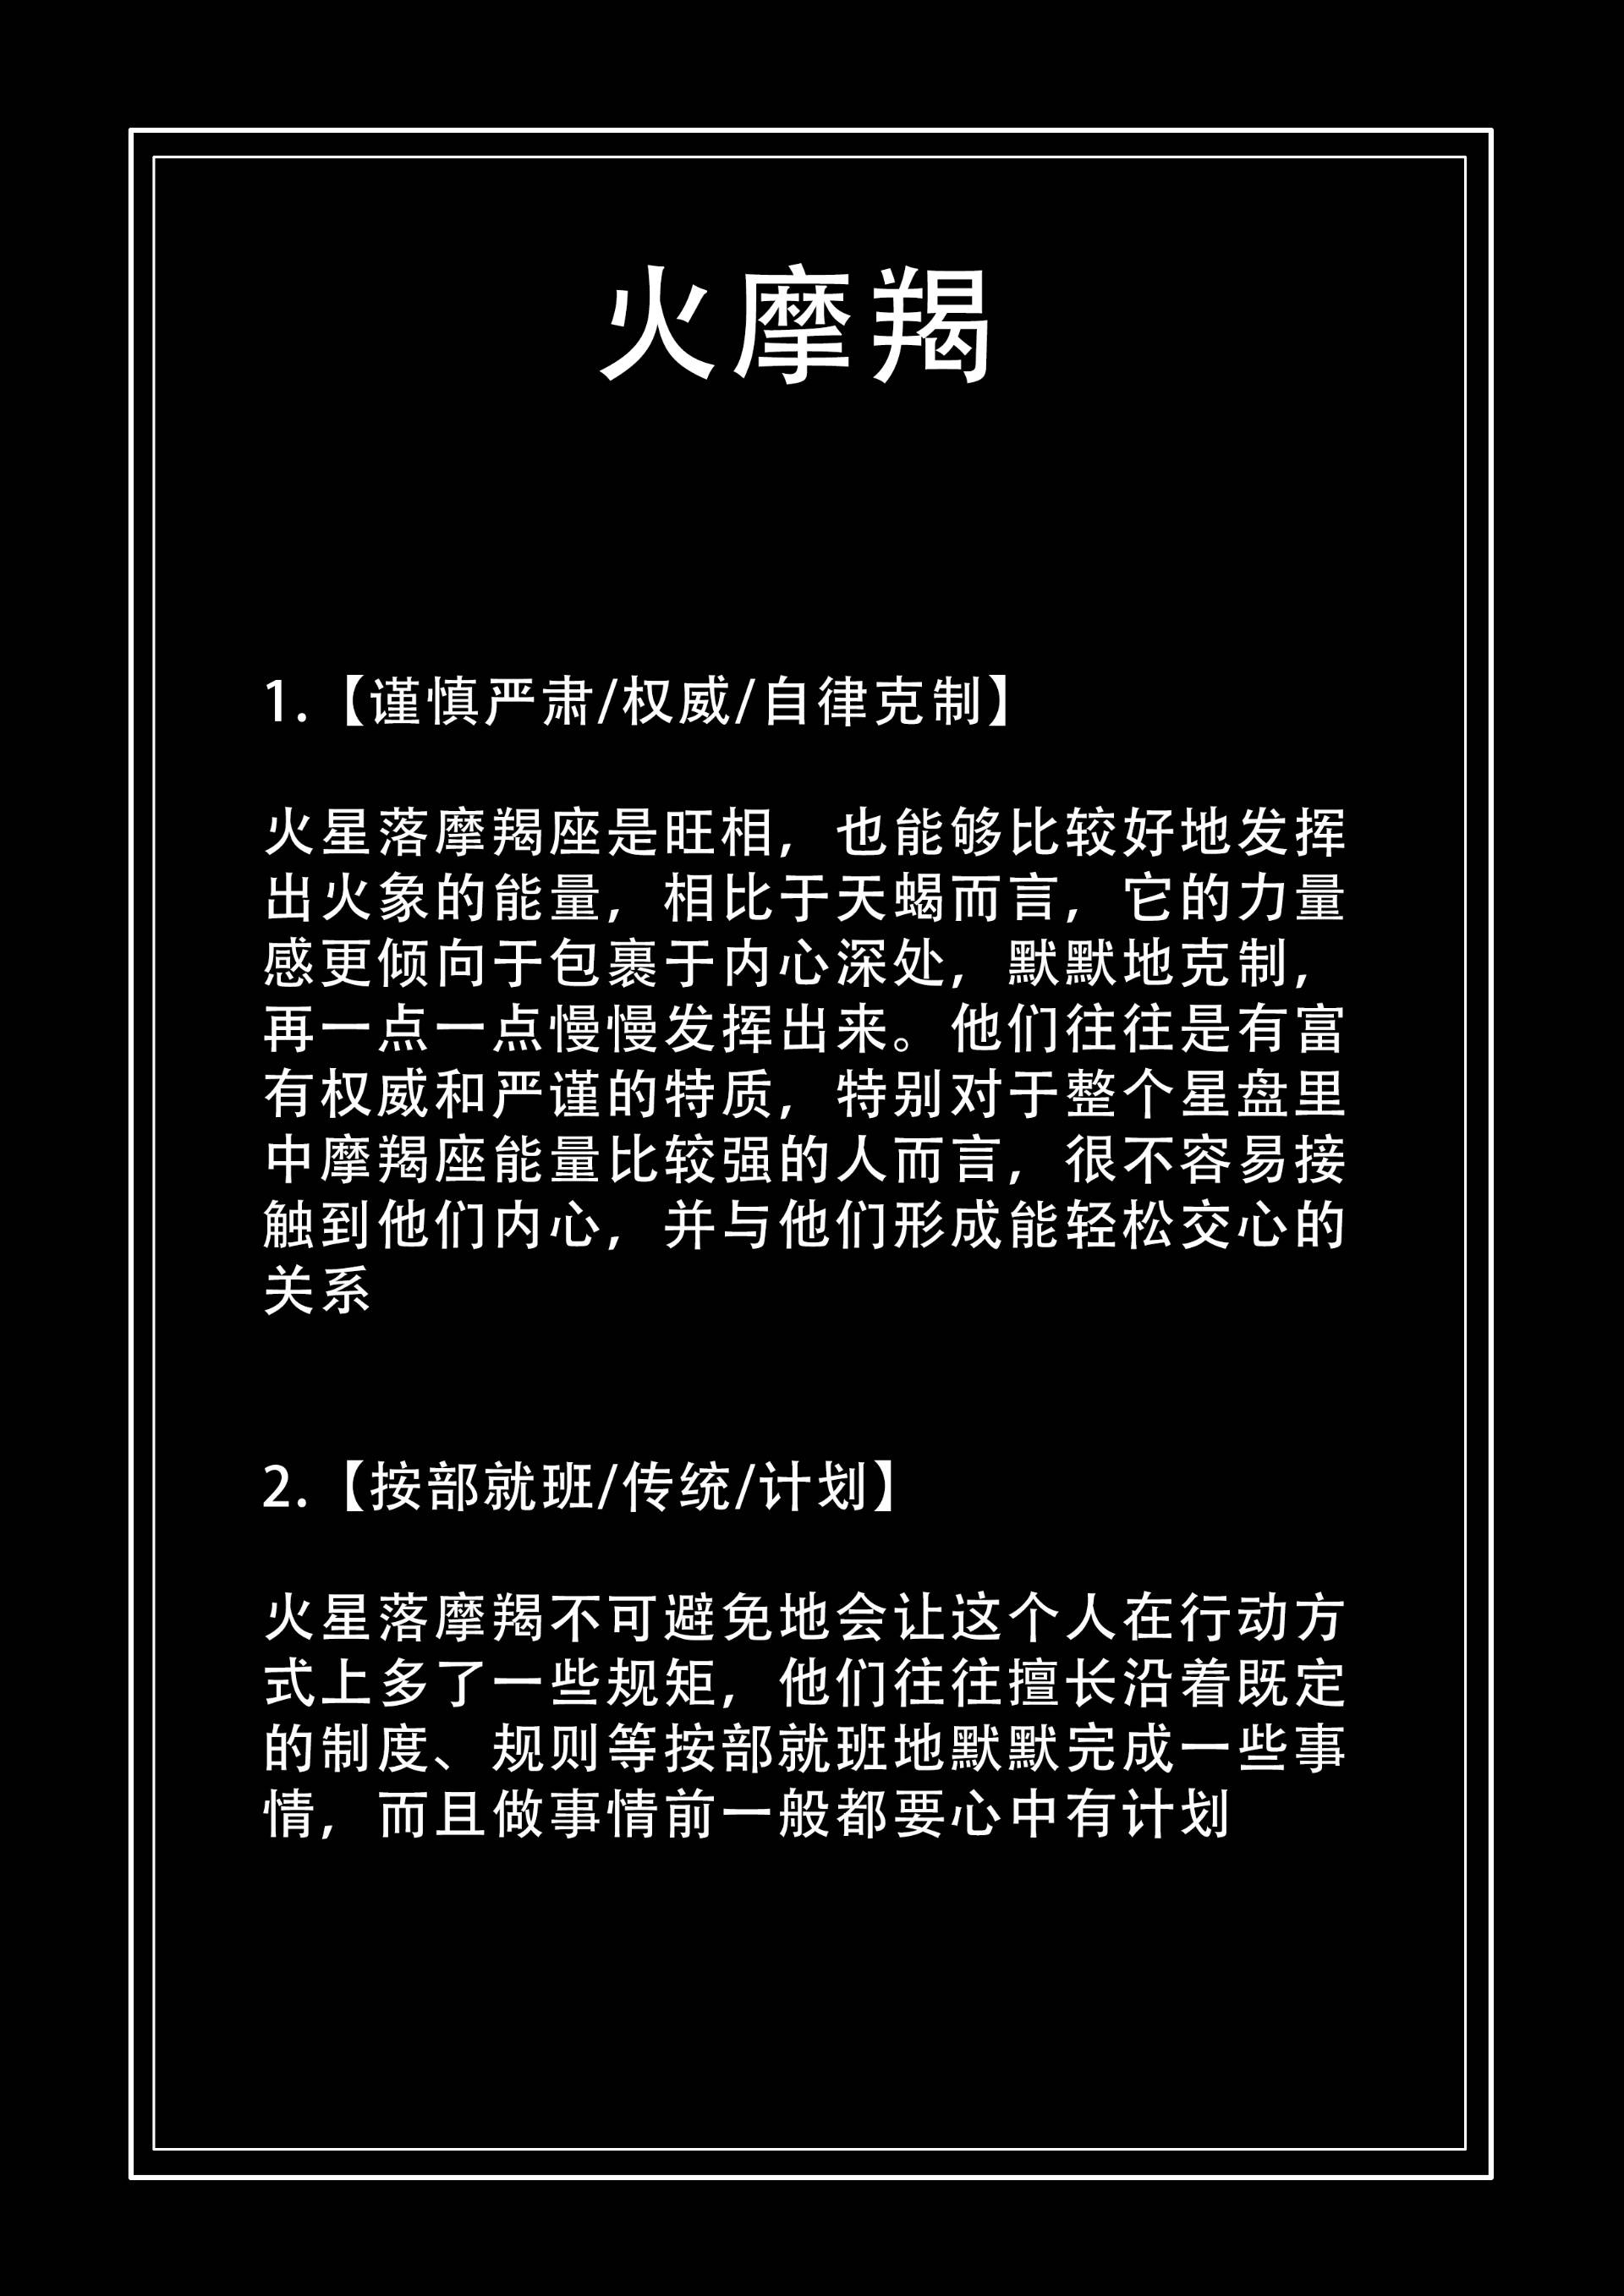 火摩羯
1.【谨慎严肃/权威/自律克制】
火星落摩羯座是旺相，也能够比较好地发挥
出火象的能量，相比于天蝎而言，它的力量
感更倾向于包裹于内心深处，默默地克制，
再一点一点慢慢发挥出来。他们往往是有富
有权威和严谨的特质，特别对于整个星盘里
中摩羯座能量比较强的人而言，很不容易接
触到他们内心，并与他们形成能轻松交心的
关系
2.【按部就班/传统/计划】
火星落摩羯不可避免地会让这个人在行动方
式上多了一些规矩，他们往往擅长沿着既定
的制度、规则等按部就班地默默完成一些事
情，而且做事情前一般都要心中有计划